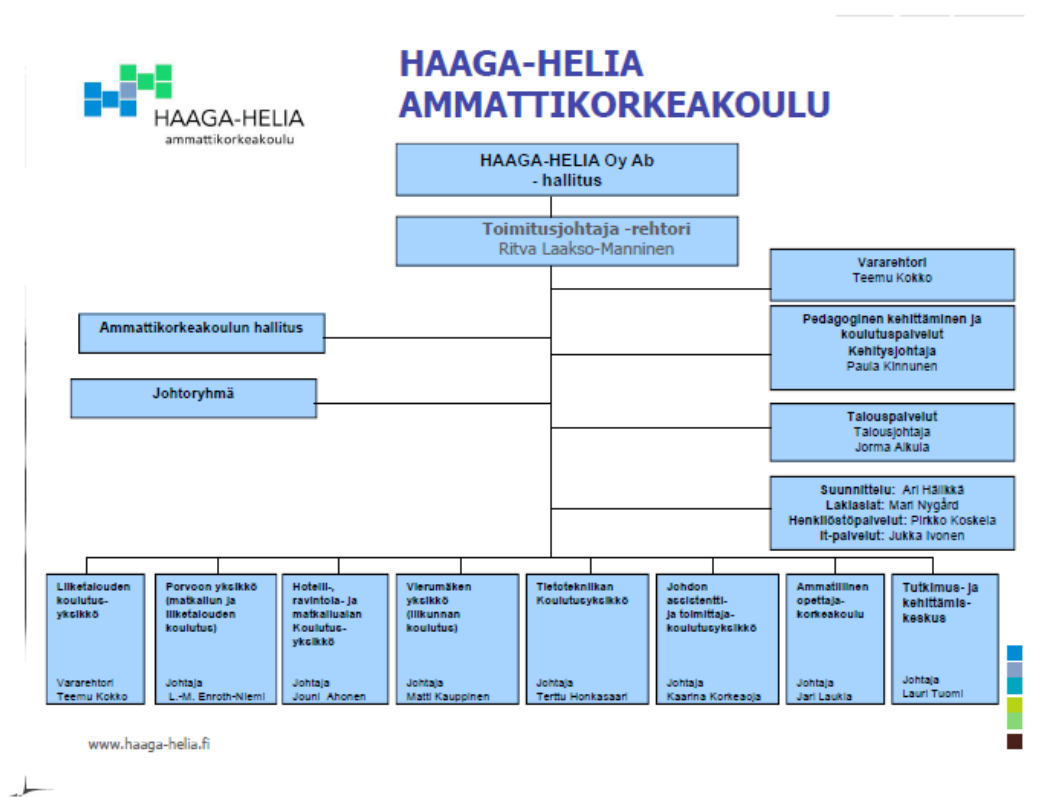 HAAGA-HELIA
AMMATTIKORKEAKOULU
HAAGA-HELIA
ammattikorkeakoulu
HAAGA-HELIA Oy Ab
- hallitus
Toimitusjohtaja -rehtori
Ritva Laakso-Manninen
Vararehtori
Teemu Kokko
Ammattikorkeakoulun hallitus
Pedagoginen kehittäminen ja
koulutuspalvelut
Kehitysjohtaja
Paula Kinnunen
Johtoryhmä
Talouspalvelut
Talousjohtaja
Jorma Aikula
Suunnittelu: Ari Hälikkä
Lakiasiat: Mari Nygård
Henkilöstöpalvelut: Pirkko Koskela
It-palvelut: Jukka Ivonen
Liiketalouden
koulutus-
yksikkö
Vararehtori
Teemu Kokko
Porvoon yksikkö
(matkailun ja
liiketalouden
koulutus)
Johtaja
L.-M. Enroth-Niemi
Hotelli-,
ravintola- ja
matkailualan
Koulutus-
yksikkö
Johtaja
Jouni Ahonen
Vierumäken
yksikkö
(liikunnan
koulutus)
Johtaja
Matti Kauppinen
Tietotekniikan
Koulutusyksikkö
Johtaja
Terttu Honkasaari
Johdon
assistentti-
ja toimittaja-
koulutusyksikkö
Johtaja
Kaarina Korkeaoja
Ammatillinen
opettaja-
korkeakoulu
Johtaja
Jari Laukia
Tutkimus- ja
kehittämis-
keskus
Johtaja
Lauri Tuomi
www.haaga-helia.fi